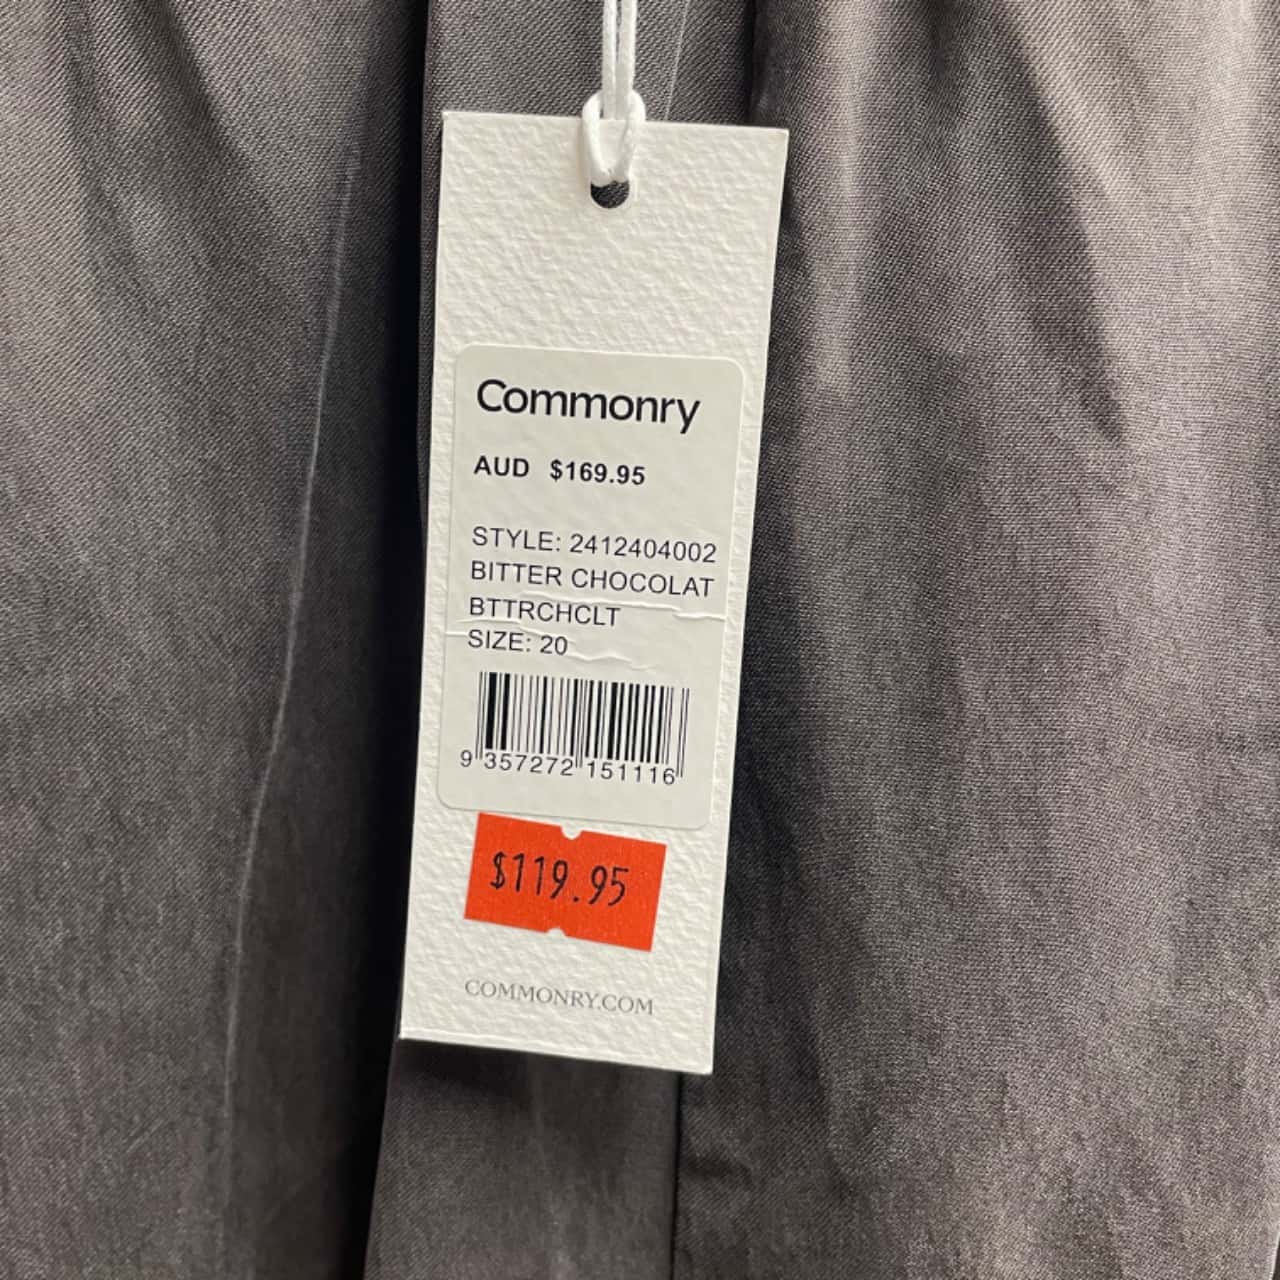 Commonry
AUD $169.95
STYLE: 2412404002
BITTER CHOCOLAT
BTTRCHCLT
SIZE: 20
9 357272 151116
$119.95
COMMONRY.COM